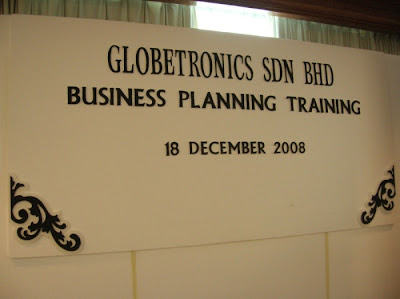 GLOBETRONICS SDN BHD
BUSINESS PLANNING TRAINING
18 DECEMBER 2008